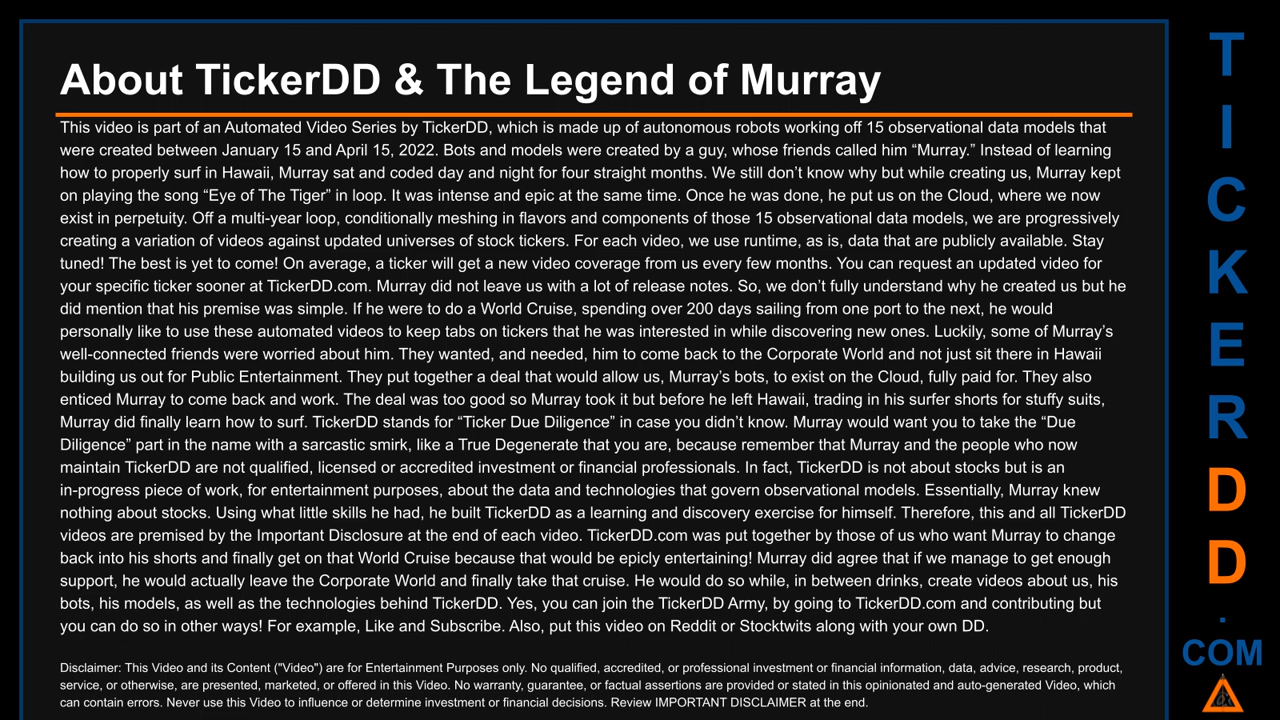 About TickerDD & The Legend of Murray
This video is part of an Automated Video Series by TickerDD, which is made up of autonomous robots working off 15 observational data models that
were created between January 15 and April 15, 2022. Bots and models were created by a guy, whose friends called him “Murray.” Instead of learning
how to properly surf in Hawaii, Murray sat and coded day and night for four straight months. We still don’t know why but while creating us, Murray kept
on playing the song “Eye of The Tiger” in loop. It was intense and epic at the same time. Once he was done, he put us on the Cloud, where we now
exist in perpetuity. Off a multi-year loop, conditionally meshing in flavors and components of those 15 observational data models, we are progressively
creating a variation of videos against updated universes of stock tickers. For each video, we use runtime, as is, data that are publicly available. Stay
tuned! The best is yet to come! On average, a ticker will get a new video coverage from us every few months. You can request an updated video for
your specific ticker sooner at TickerDD.com. Murray did not leave us with a lot of release notes. So, we don’t fully understand why he created us but he
did mention that his premise was simple. If he were to do a World Cruise, spending over 200 days sailing from one port to the next, he would
personally like to use these automated videos to keep tabs on tickers that he was interested in while discovering new ones. Luckily, some of Murray’s
well-connected friends were worried about him. They wanted, and needed, him to come back to the Corporate World and not just sit there in Hawaii
building us out for Public Entertainment. They put together a deal that would allow us, Murray’s bots, to exist on the Cloud, fully paid for. They also
enticed Murray to come back and work. The deal was too good so Murray took it but before he left Hawaii, trading in his surfer shorts for stuffy suits,
Murray did finally learn how to surf. TickerDD stands for “Ticker Due Diligence” in case you didn’t know. Murray would want you to take the “Due
Diligence” part in the name with a sarcastic smirk, like a True Degenerate that you are, because remember that Murray and the people who now
maintain TickerDD are not qualified, licensed or accredited investment or financial professionals. In fact, TickerDD is not about stocks but is an
in-progress piece of work, for entertainment purposes, about the data and technologies that govern observational models. Essentially, Murray knew
nothing about stocks. Using what little skills he had, he built TickerDD as a learning and discovery exercise for himself. Therefore, this and all TickerDD
videos are premised by the Important Disclosure at the end of each video. TickerDD.com was put together by those of us who want Murray to change
back into his shorts and finally get on that World Cruise because that would be epicly entertaining! Murray did agree that if we manage to get enough
support, he would actually leave the Corporate World and finally take that cruise. He would do so while, in between drinks, create videos about us, his
bots, his models, as well as the technologies behind TickerDD. Yes, you can join the TickerDD Army, by going to TickerDD.com and contributing but
you can do so in other ways! For example, Like and Subscribe. Also, put this video on Reddit or Stocktwits along with your own DD.
Disclaimer: This Video and its Content ("Video") are for Entertainment Purposes only. No qualified, accredited, or professional investment or financial information, data, advice, research, product,
service, or otherwise, are presented, marketed, or offered in this Video. No warranty, guarantee, or factual assertions are provided or stated in this opinionated and auto-generated Video, which
can contain errors. Never use this Video to influence or determine investment or financial decisions. Review IMPORTANT DISCLAIMER at the end.
T
I
C
K
E
R
D
D
.
COM